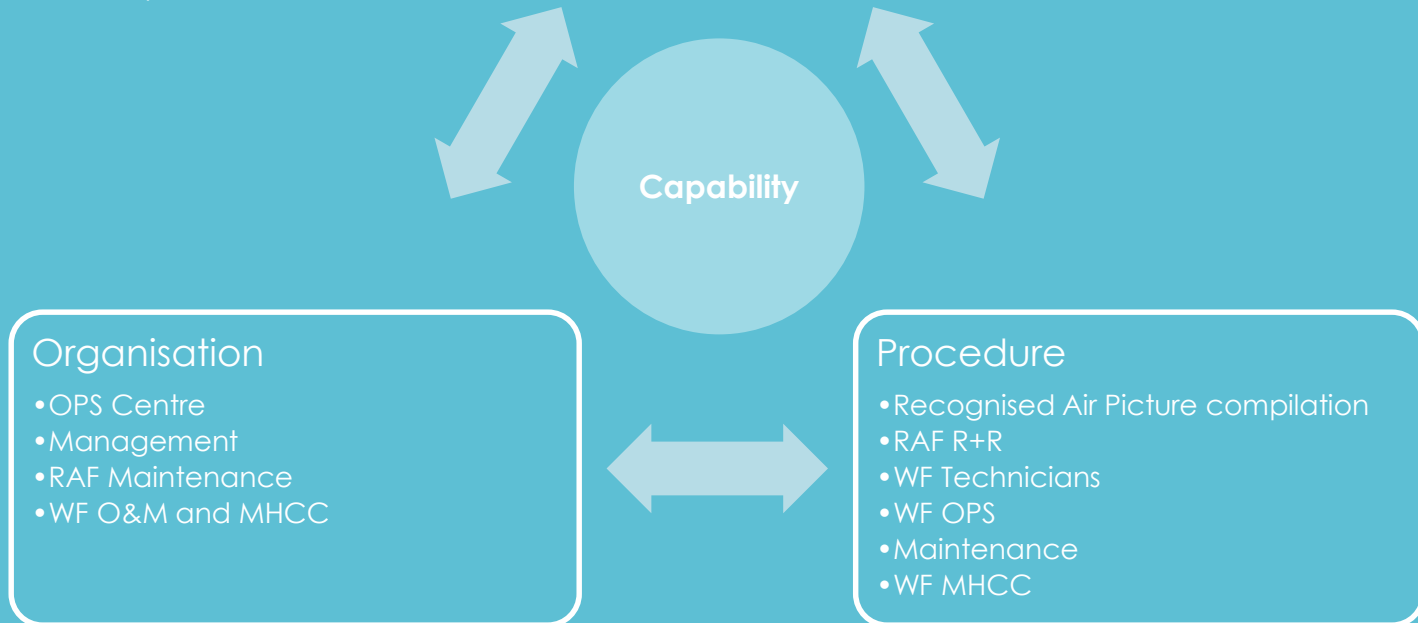 Capability
Organisation
•OPS Centre
•Management
•RAF Maintenance
•WF O&M and MHCC
Procedure
•Recognised Air Picture compilation
•RAF R+R
•WF Technicians
•WF OPS
•Maintenance
•WF MHCC